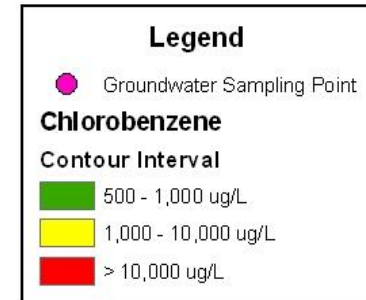 Legend
Groundwater Sampling Point
Chlorobenzene
Contour Interval
500 - 1,000 ug/L
1,000 - 10,000 ug/L
> 10,000 ug/L